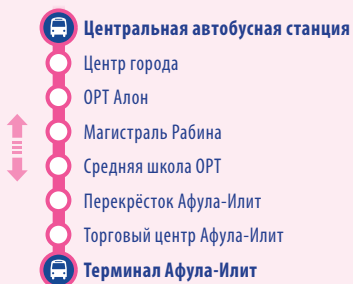 Центральная автобусная станция
Центр города
ОРТ Алон
Магистраль Рабина
Средняя школа ОРТ
Перекрёсток Афула-Илит
Торговый центр Афула-Илит
Терминал Афула-Илит